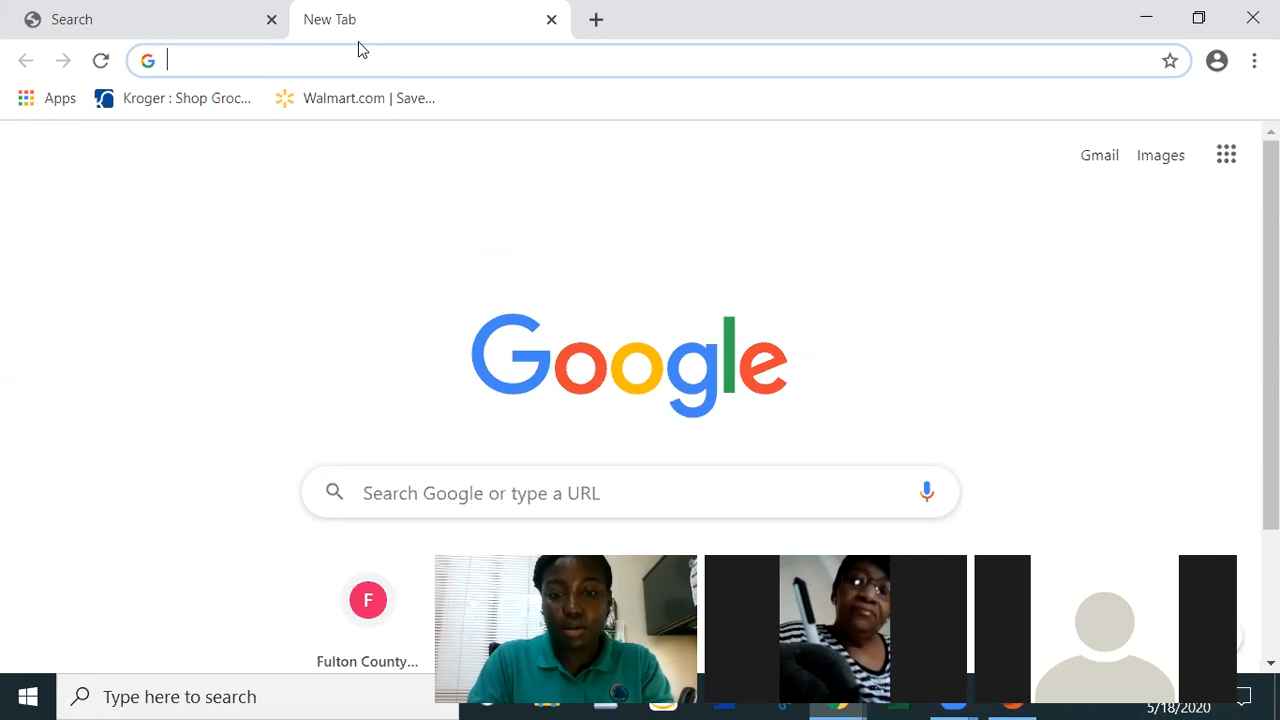 Search
New Tab
Apps
Kroger : Shop Groc...
Walmart.com | Save...
Gmail
Images
Google
Search Google or type a URL
F
Fulton County...
Type here to search
5/18/2020